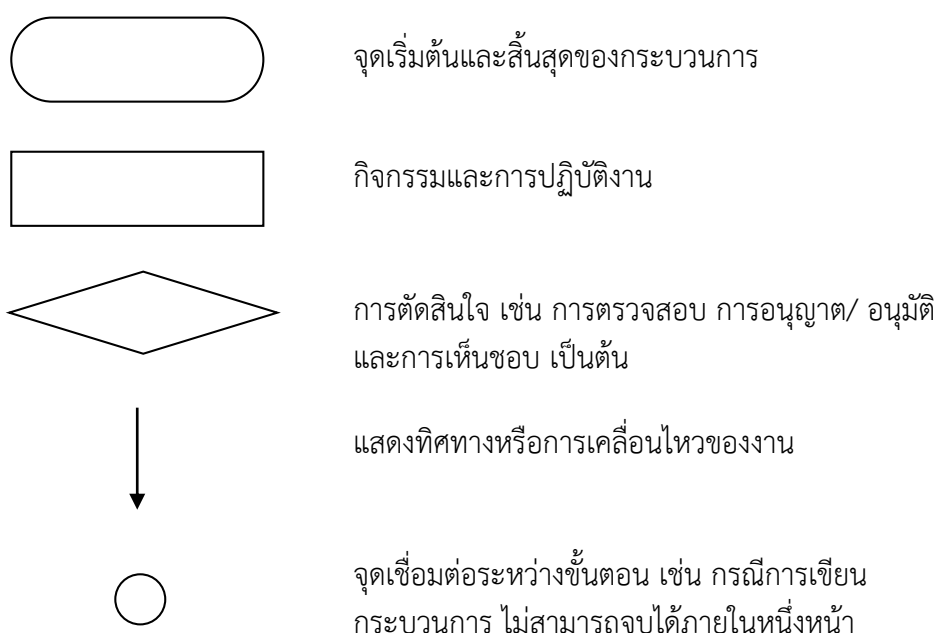 จุดเริ่มต้นและสิ้นสุดของกระบวนการ
กิจกรรมและการปฏิบัติงาน
การตัดสินใจ เช่น การตรวจสอบ การอนุญาต/ อนุมัติ
และการเห็นชอบ เป็นต้น
แสดงทิศทางหรือการเคลื่อนไหวของงาน
จุดเชื่อมต่อระหว่างขั้นตอน เช่น กรณีการเขียน
กระบวนการ ไม่สามารถจบได้ภายในหนึ่งหน้า